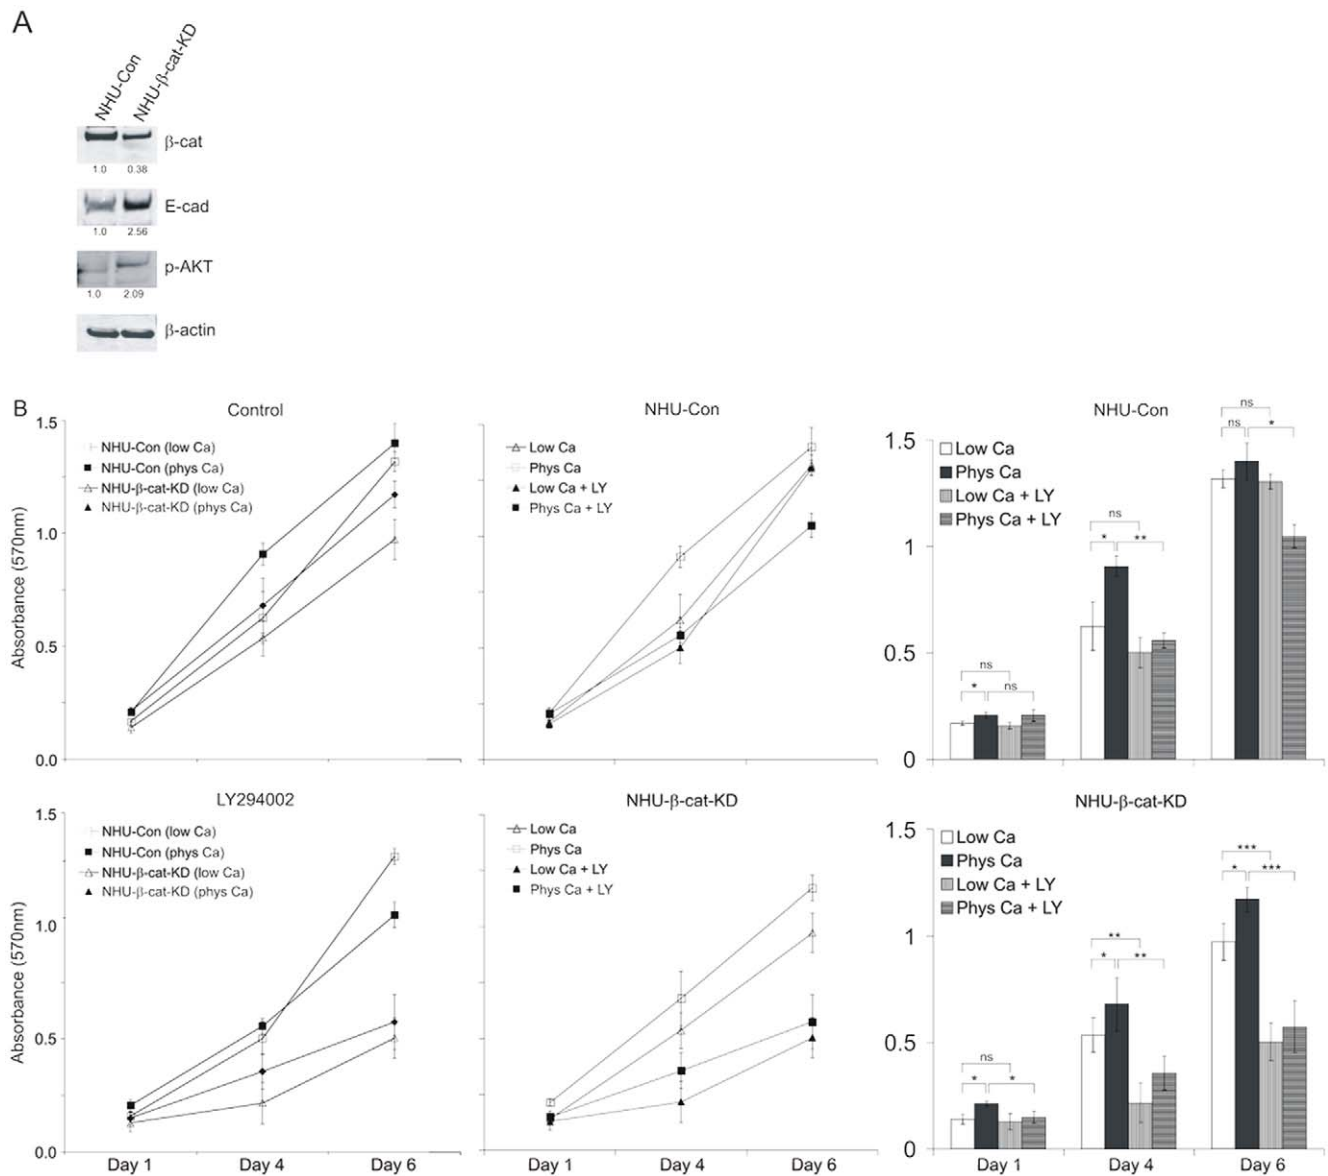 A
NHU-Con
NHU-β-cat-KD
β-cat
1.0 0.38
E-cad
1.0 2.56
p-AKT
1.0 2.09
β-actin
B
Control
1.5
NHU-Con (low Ca)
NHU-Con (phys Ca)
NHU-β-cat-KD (low Ca)
NHU-β-cat-KD (phys Ca)
1.0
0.5
0.0
Absorbance (570nm)
NHU-Con
Low Ca
Phys Ca
Low Ca + LY
Phys Ca + LY
NHU-Con
1.5
1
0.5
0
Low Ca
Phys Ca
Low Ca + LY
Phys Ca + LY
ns
* ns
ns
* **
ns
ns *
LY294002
1.5
NHU-Con (low Ca)
NHU-Con (phys Ca)
NHU-β-cat-KD (low Ca)
NHU-β-cat-KD (phys Ca)
1.0
0.5
0.0
Absorbance (570nm)
Day 1 Day 4 Day 6
NHU-β-cat-KD
Low Ca
Phys Ca
Low Ca + LY
Phys Ca + LY
Day 1 Day 4 Day 6
NHU-β-cat-KD
1.5
1
0.5
0
Low Ca
Phys Ca
Low Ca + LY
Phys Ca + LY
ns
* *
**
* **
***
* ***
Day 1 Day 4 Day 6